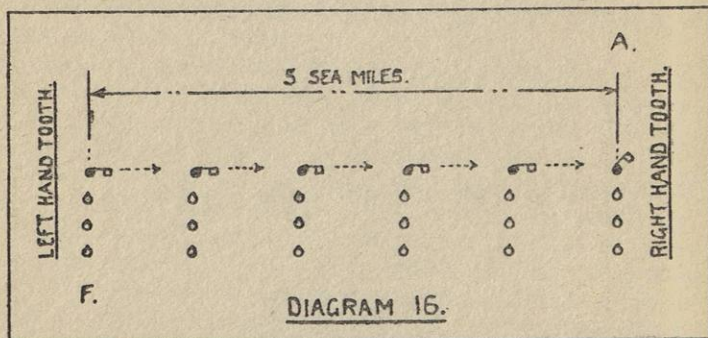 A.
5 SEA MILES.
LEFT HAND TOOTH.
RIGHT HAND TOOTH.
F.
DIAGRAM 16.